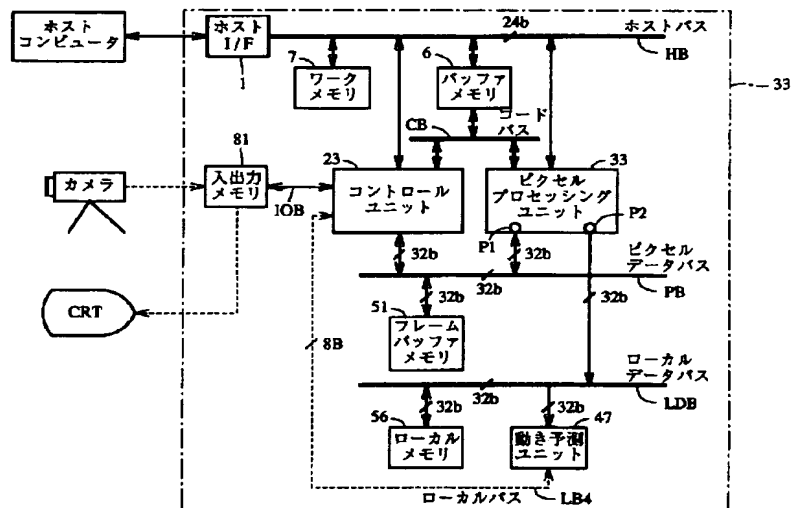 ホスト
コンピュータ
ホスト
I/F
1
24b
ホストバス
HB
33
7
ワーク
メモリ
6
バッファ
メモリ
CB
コード
バス
カメラ
81
入出力
メモリ
IOB
23
コントロール
ユニット
33
ピクセル
プロセッシング
ユニット
P1
P2
32b
32b
ピクセル
データバス
32b
PB
32b
32b
CRT
51
フレーム
バッファ
メモリ
8B
ローカル
データバス
32b
LDB
32b
32b
56
ローカル
メモリ
47
動き予測
ユニット
ローカルバス
LB4